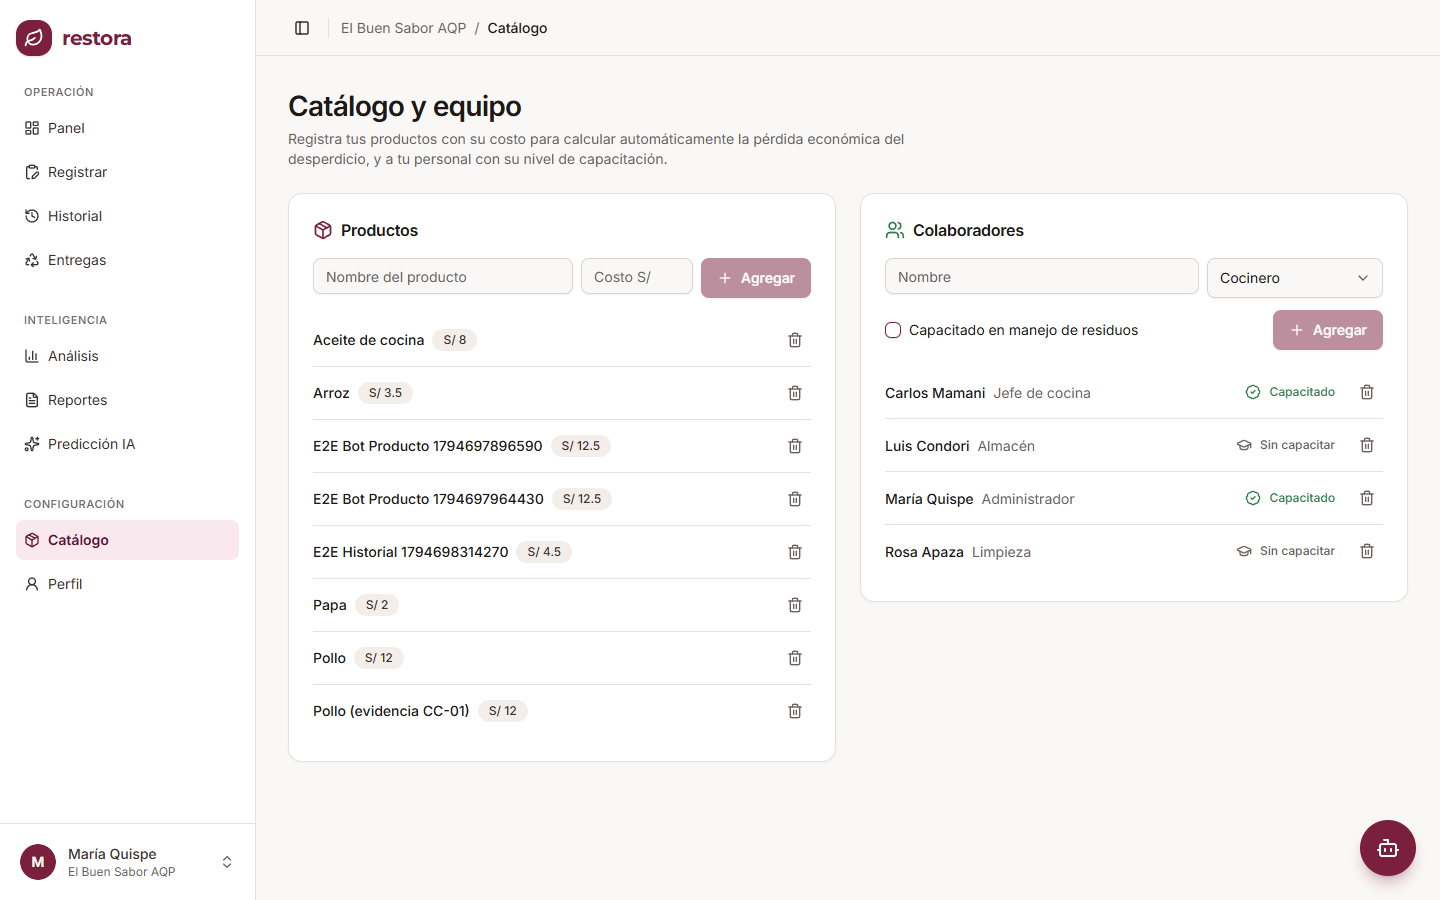 restora
OPERACIÓN
Panel
Registrar
Historial
Entregas
INTELIGENCIA
Análisis
Reportes
Predicción IA
CONFIGURACIÓN
Catálogo
Perfil
M
María Quispe
El Buen Sabor AQP
El Buen Sabor AQP / Catálogo
Catálogo y equipo
Registra tus productos con su costo para calcular automáticamente la pérdida económica del
desperdicio, y a tu personal con su nivel de capacitación.
Productos
Nombre del producto
Costo S/
Agregar
Aceite de cocina S/ 8
Arroz S/ 3.5
E2E Bot Producto 1794697896590 S/ 12.5
E2E Bot Producto 1794697964430 S/ 12.5
E2E Historial 1794698314270 S/ 4.5
Papa S/ 2
Pollo S/ 12
Pollo (evidencia CC-01) S/ 12
Colaboradores
Nombre
Cocinero
Capacitado en manejo de residuos
Agregar
Carlos Mamani Jefe de cocina Capacitado
Luis Condori Almacén Sin capacitar
María Quispe Administrador Capacitado
Rosa Apaza Limpieza Sin capacitar